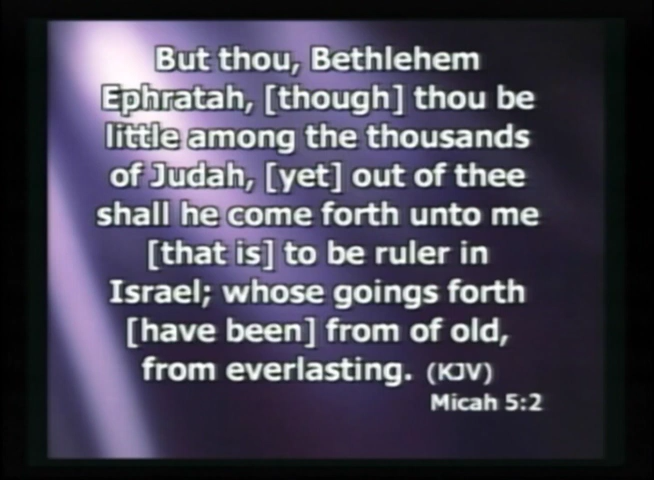 But thou, Bethlehem
Ephratah, [though] thou be
little among the thousands
of Judah, [yet] out of thee
shall he come forth unto me
[that is] to be ruler in
Israel; whose goings forth
[have been] from of old,
from everlasting. (KJV)
Micah 5:2